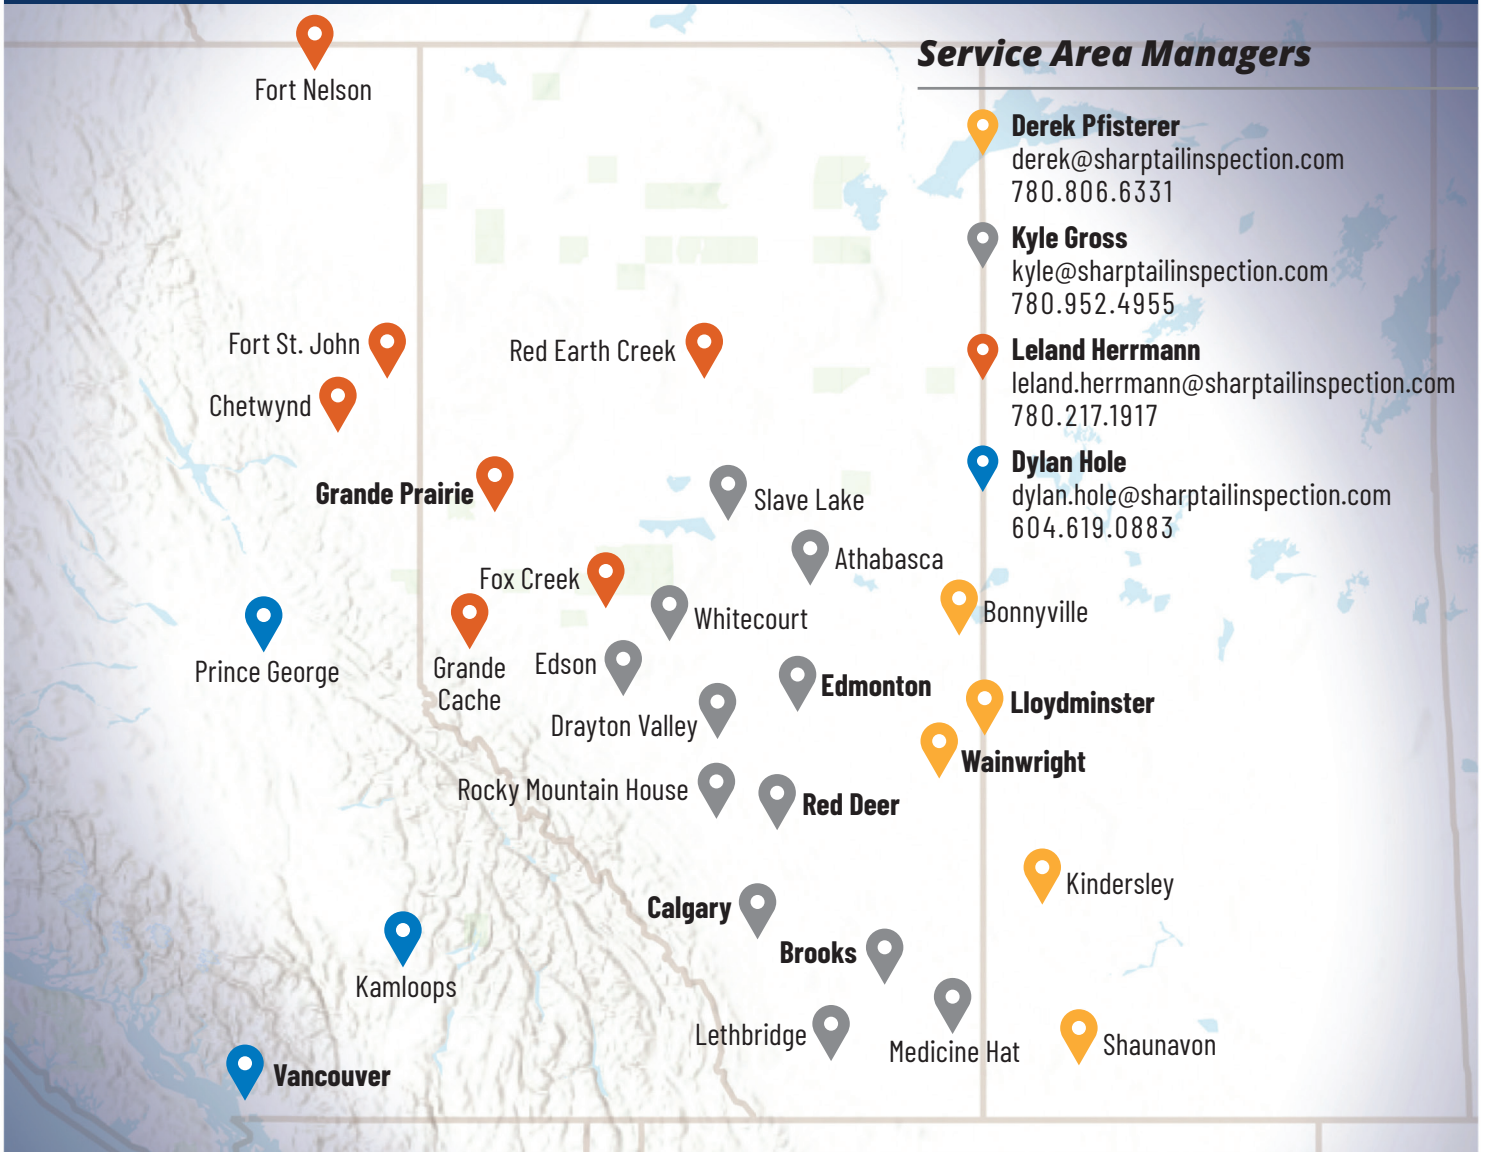 Service Area Managers
Derek Pfisterer
derek@sharptailinspection.com
780.806.6331
Kyle Gross
kyle@sharptailinspection.com
780.952.4955
Leland Herrmann
leland.herrmann@sharptailinspection.com
780.217.1917
Dylan Hole
dylan.hole@sharptailinspection.com
604.619.0883
Fort Nelson
Fort St. John
Red Earth Creek
Chetwynd
Grande Prairie
Slave Lake
Athabasca
Fox Creek
Whitecourt
Bonnyville
Prince George
Grande
Cache
Edson
Edmonton
Lloydminster
Drayton Valley
Wainwright
Rocky Mountain House
Red Deer
Kindersley
Calgary
Brooks
Kamloops
Lethbridge
Medicine Hat
Shaunavon
Vancouver